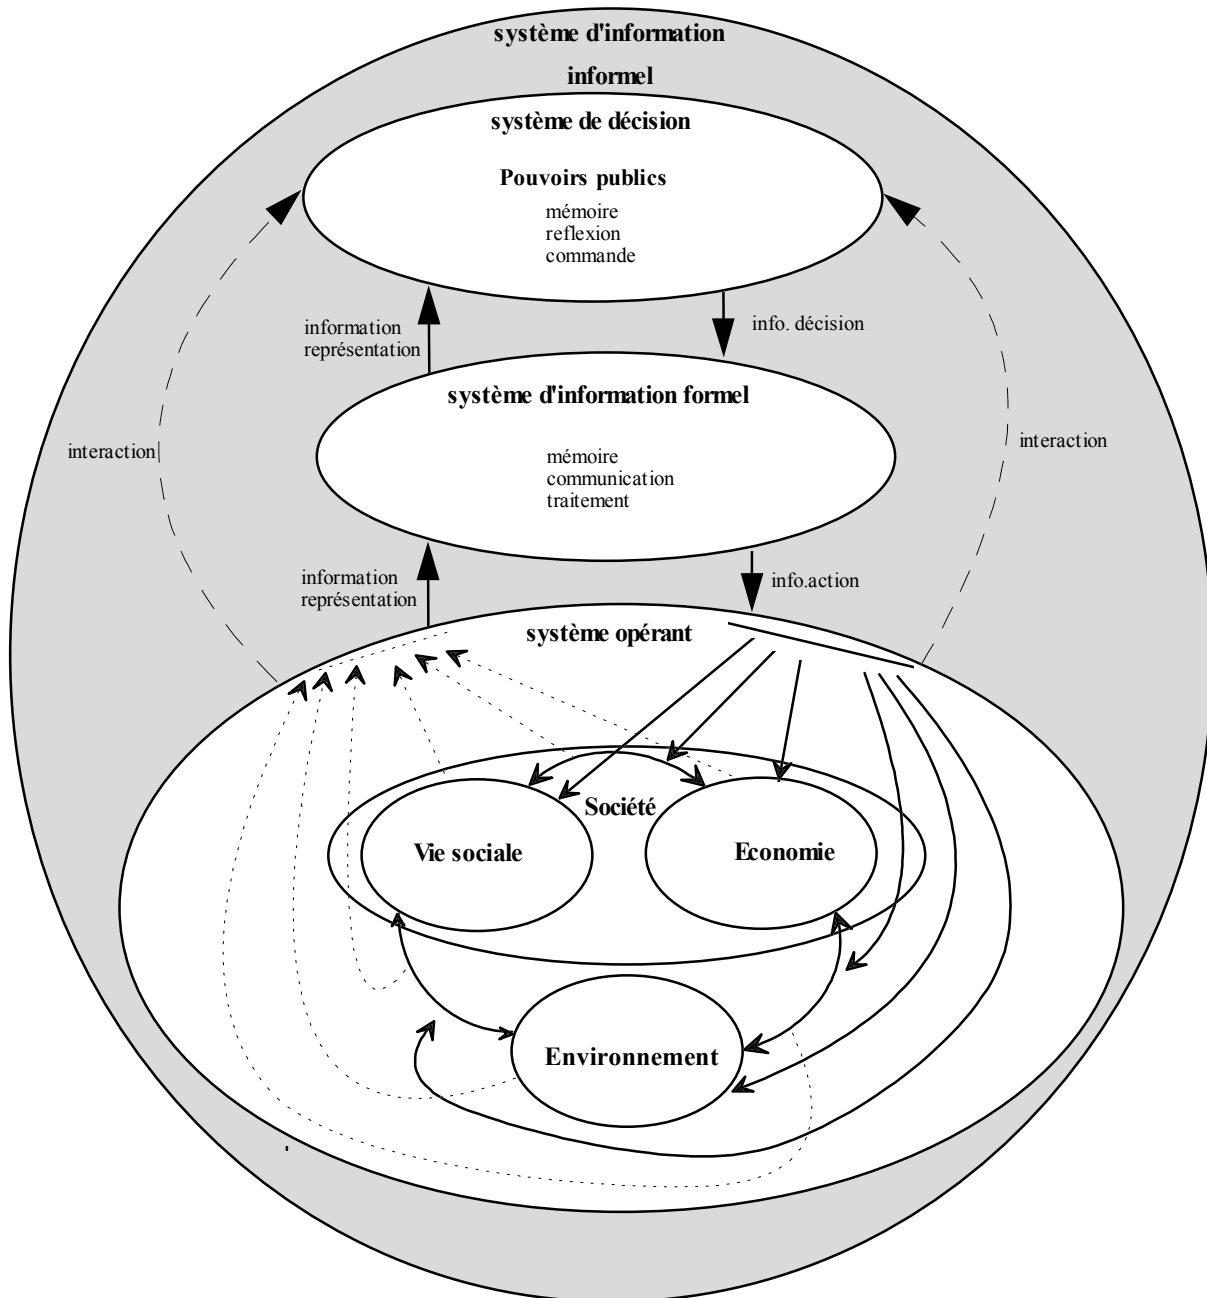 système d'information
informel
système de décision
Pouvoirs publics
mémoire
reflexion
commande
information
représentation
info. décision
système d'information formel
interaction
interaction
mémoire
communication
traitement
information
représentation
info.action
système opérant
Société
Vie sociale
Economie
Environnement